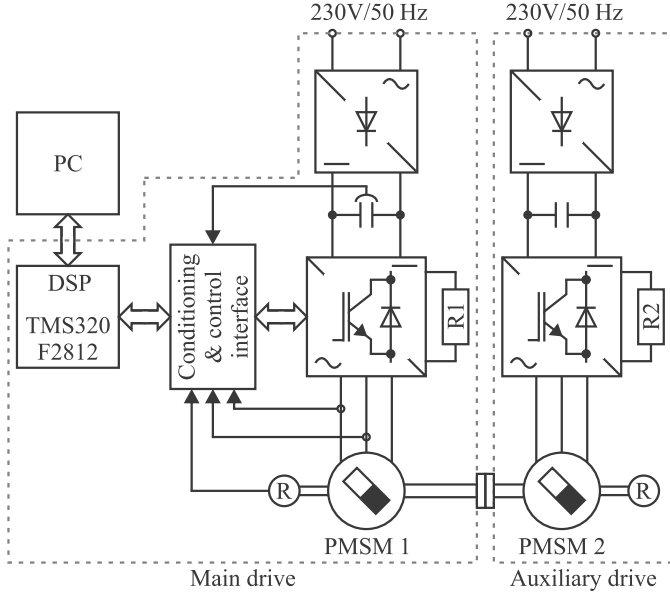 230V/50 Hz
230V/50 Hz
PC
DSP
TMS320
F2812
Conditioning
& control
interface
R1
R2
R
R
PMSM 1
PMSM 2
Main drive
Auxiliary drive